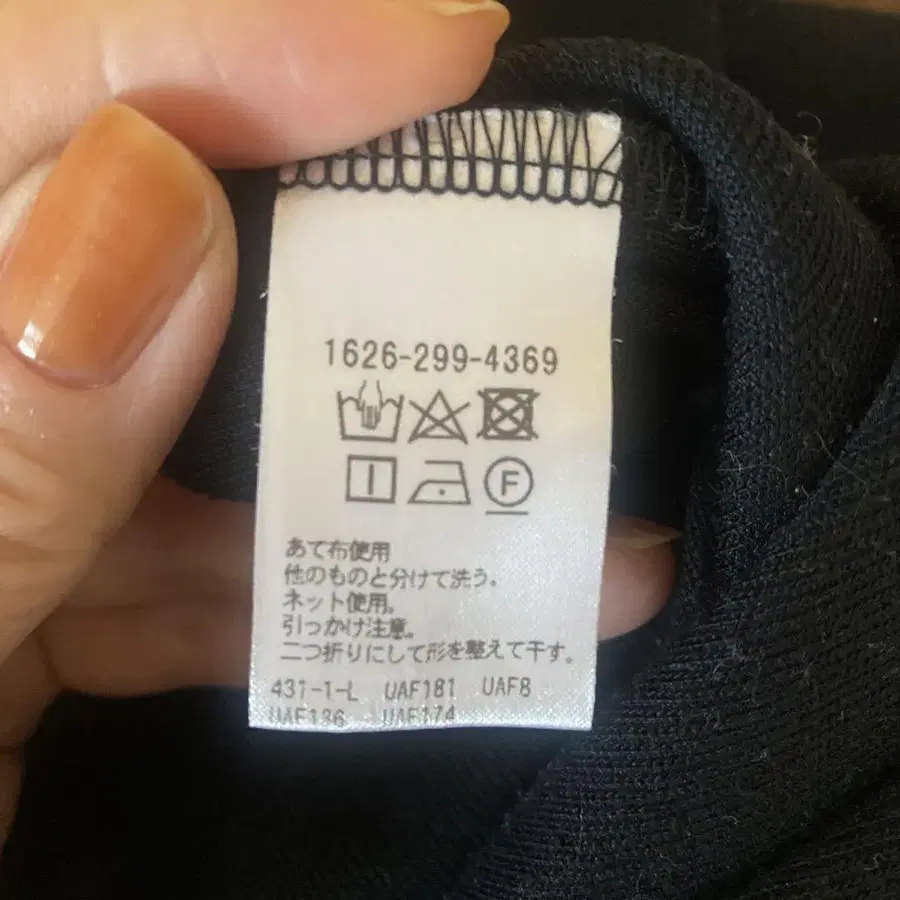 1626-299-4369
F
あて布使用
他のものと分けて洗う。
ネット使用。
引っかけ注意。
二つ折りにして形を整えて干す。
431-1-L UAF181 UAF8
UAF136 UAF174